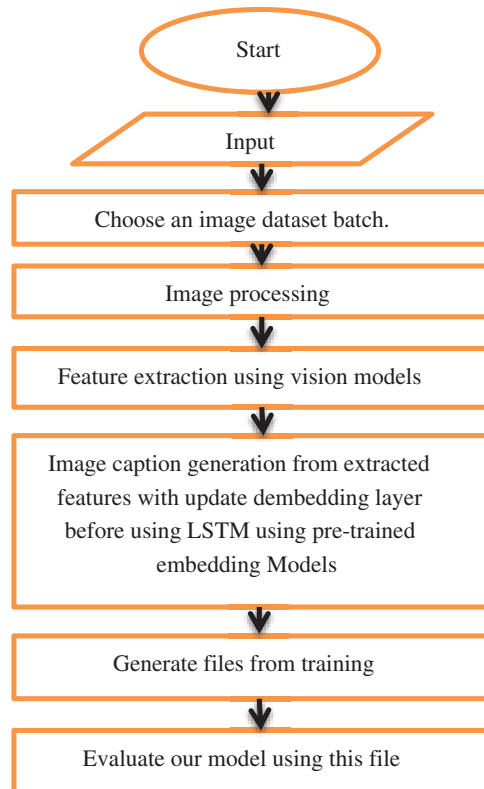 Start
Input
Choose an image dataset batch.
Image processing
Feature extraction using vision models
Image caption generation from extracted
features with update dembedding layer
before using LSTM using pre-trained
embedding Models
Generate files from training
Evaluate our model using this file